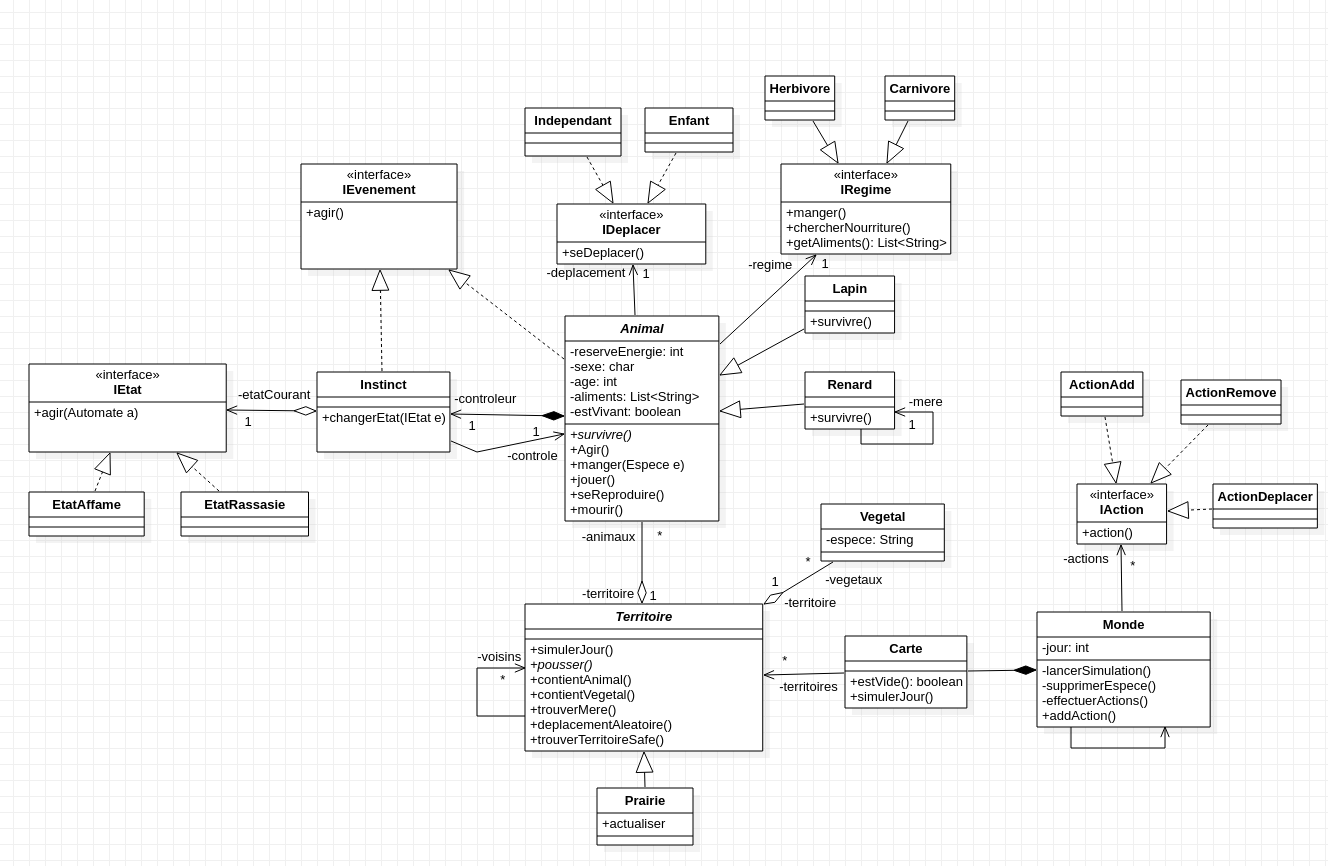 Herbivore
Carnivore
Independant
Enfant
«interface»
IEvenement
+agir()
«interface»
IDeplacer
+seDeplacer()
«interface»
IRegime
+manger()
+chercherNourriture()
+getAliments(): List<String>
-deplacement
1
-regime
1
Lapin
+survivre()
Animal
-reserveEnergie: int
-sexe: char
-age: int
-aliments: List<String>
-estVivant: boolean
+survivre()
+Agir()
+manger(Espece e)
+jouer()
+seReproduire()
+mourir()
«interface»
IEtat
+agir(Automate a)
-etatCourant
1
Instinct
+changerEtat(IEtat e)
-controleur
1
1
-controle
Renard
+survivre()
-mere
1
ActionAdd
ActionRemove
EtatAffame
EtatRassasie
«interface»
IAction
+action()
ActionDeplacer
-actions
*
Vegetal
-espece: String
-animaux
*
-territoire
1
*
-vegetaux
1
-territoire
Territoire
+simulerJour()
+pousser()
+contientAnimal()
+contientVegetal()
+trouverMere()
+deplacementAleatoire()
+trouverTerritoireSafe()
-voisins
*
*
-territoires
Carte
+estVide(): boolean
+simulerJour()
Monde
-jour: int
-lancerSimulation()
-supprimerEspece()
-effectuerActions()
+addAction()
Prairie
+actualiser